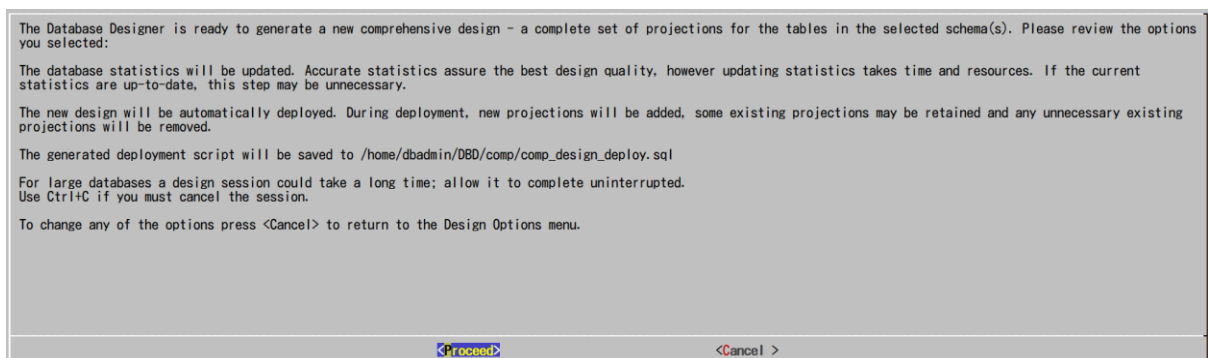 The Database Designer is ready to generate a new comprehensive design - a complete set of projections for the tables in the selected schema(s). Please review the options
you selected:
The database statistics will be updated. Accurate statistics assure the best design quality, however updating statistics takes time and resources. If the current
statistics are up-to-date, this step may be unnecessary.
The new design will be automatically deployed. During deployment, new projections will be added, some existing projections may be retained and any unnecessary existing
projections will be removed.
The generated deployment script will be saved to /home/dbadmin/DBD/comp/comp_design_deploy.sql
For large databases a design session could take a long time; allow it to complete uninterrupted.
Use Ctrl+C if you must cancel the session.
To change any of the options press <Cancel> to return to the Design Options menu.
<Proceed> <Cancel >